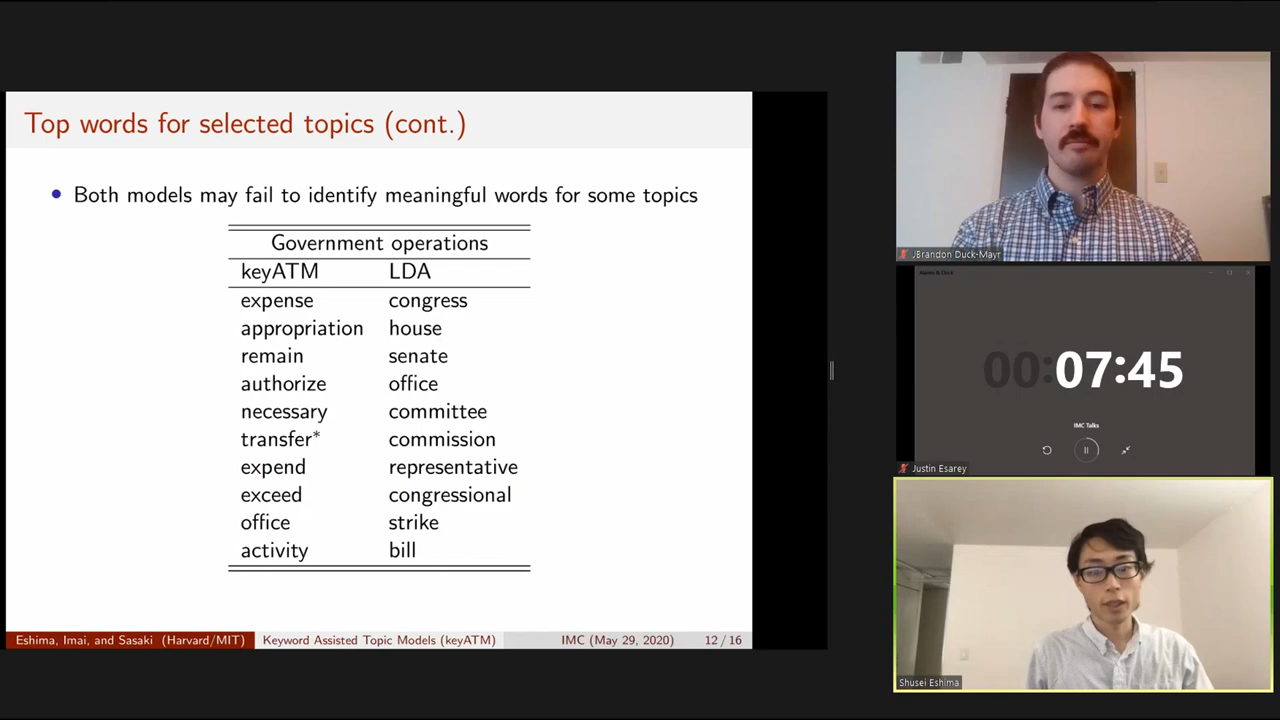 Top words for selected topics (cont.)
Both models may fail to identify meaningful words for some topics
Government operations
keyATM LDA
expense congress
appropriation house
remain senate
authorize office
necessary committee
transfer* commission
expend representative
exceed congressional
office strike
activity bill
Eshima, Imai, and Sasaki (Harvard/MIT) Keyword Assisted Topic Models (keyATM) IMC (May 29, 2020) 12 / 16
JBrandon Duck-Mayr
Alarms & Clock
00:07:45
IMC Talks
Justin Esarey
Shusei Eshima